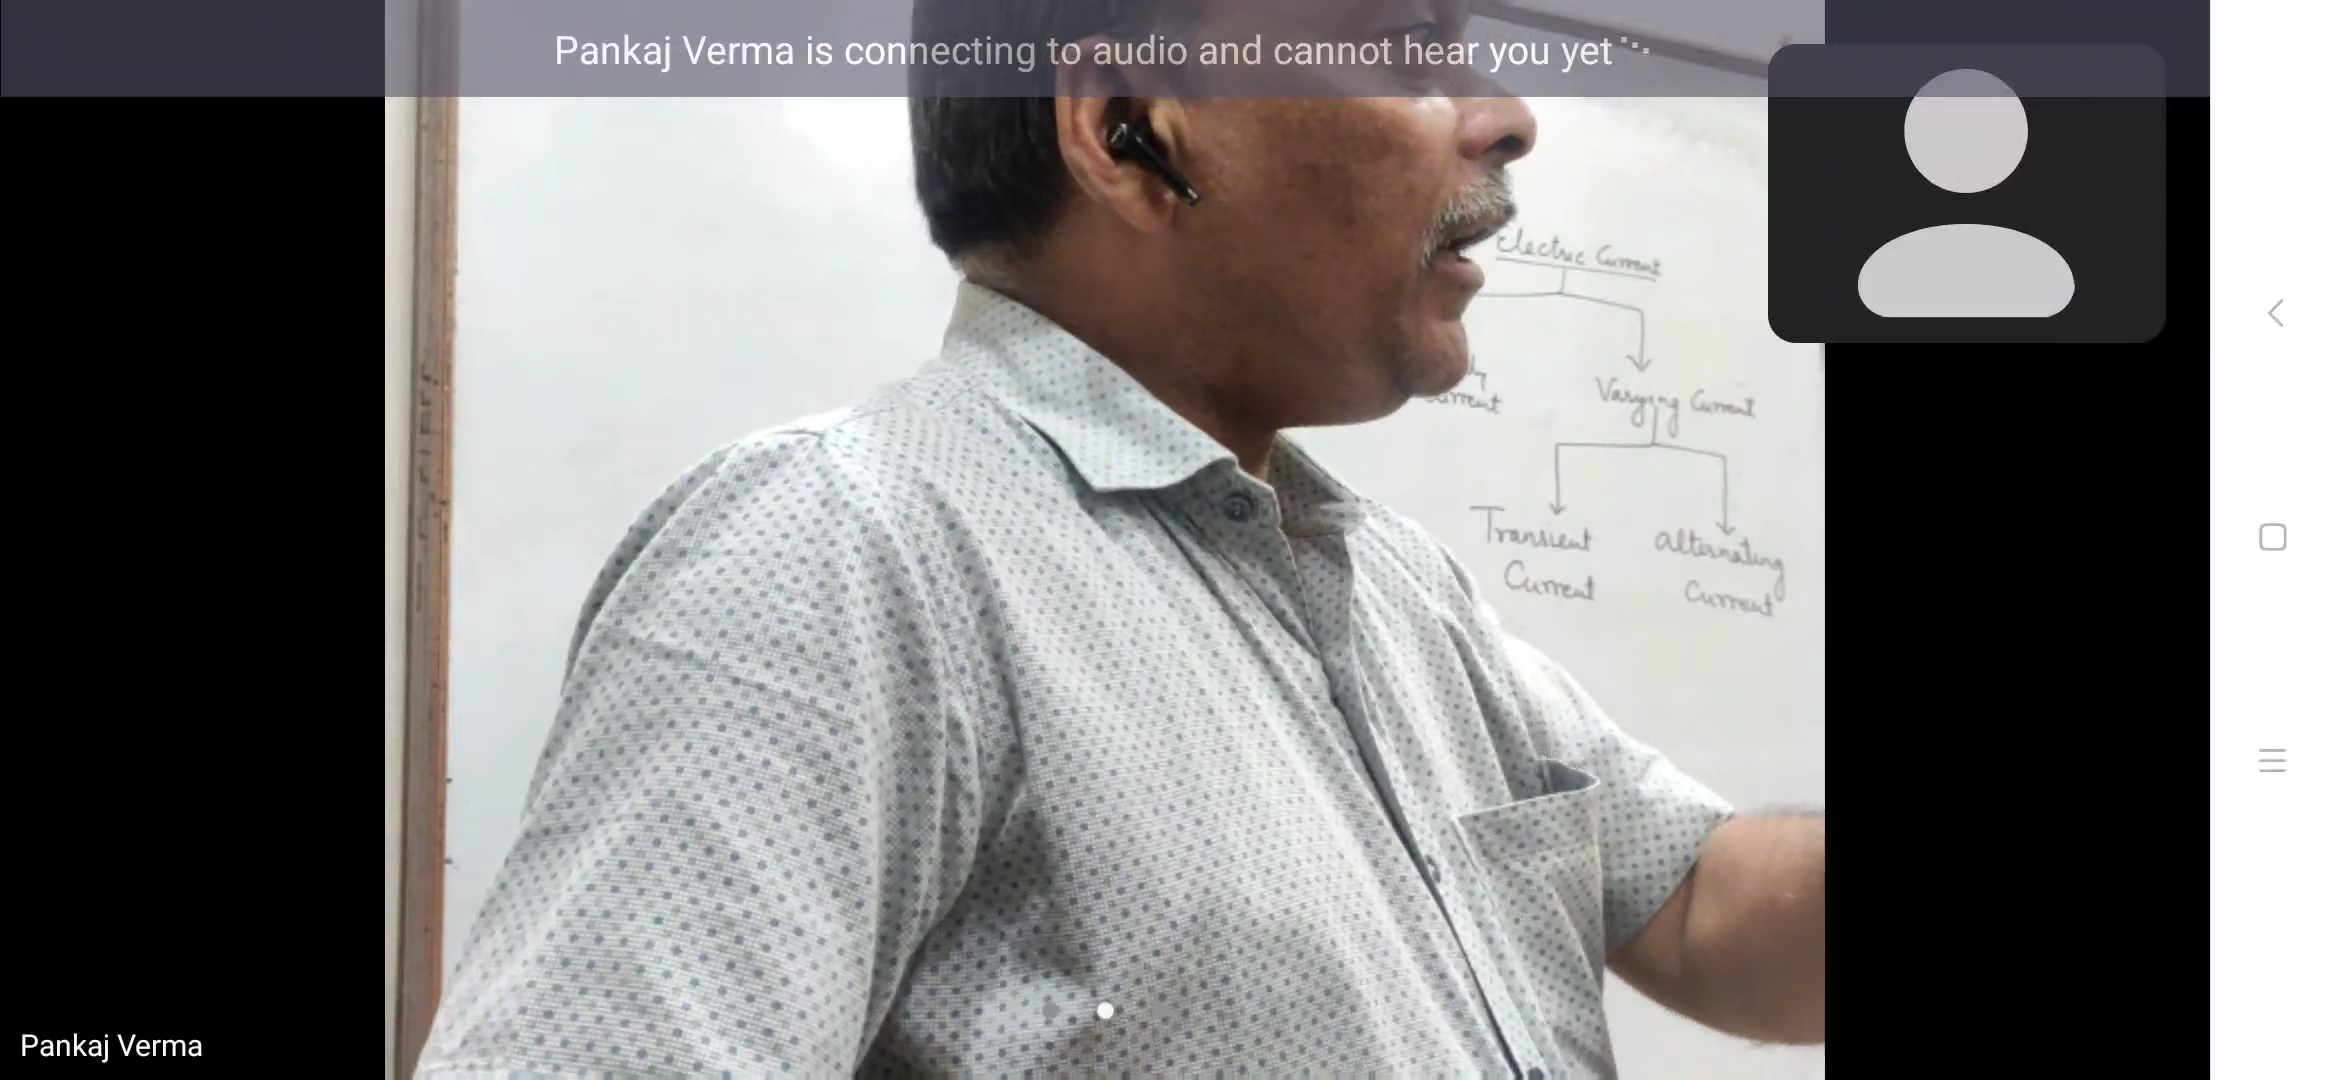 Pankaj Verma is connecting to audio and cannot hear you yet
Electric Current
Current
Varying Current
Transient
Current
alternating
Current
Pankaj Verma